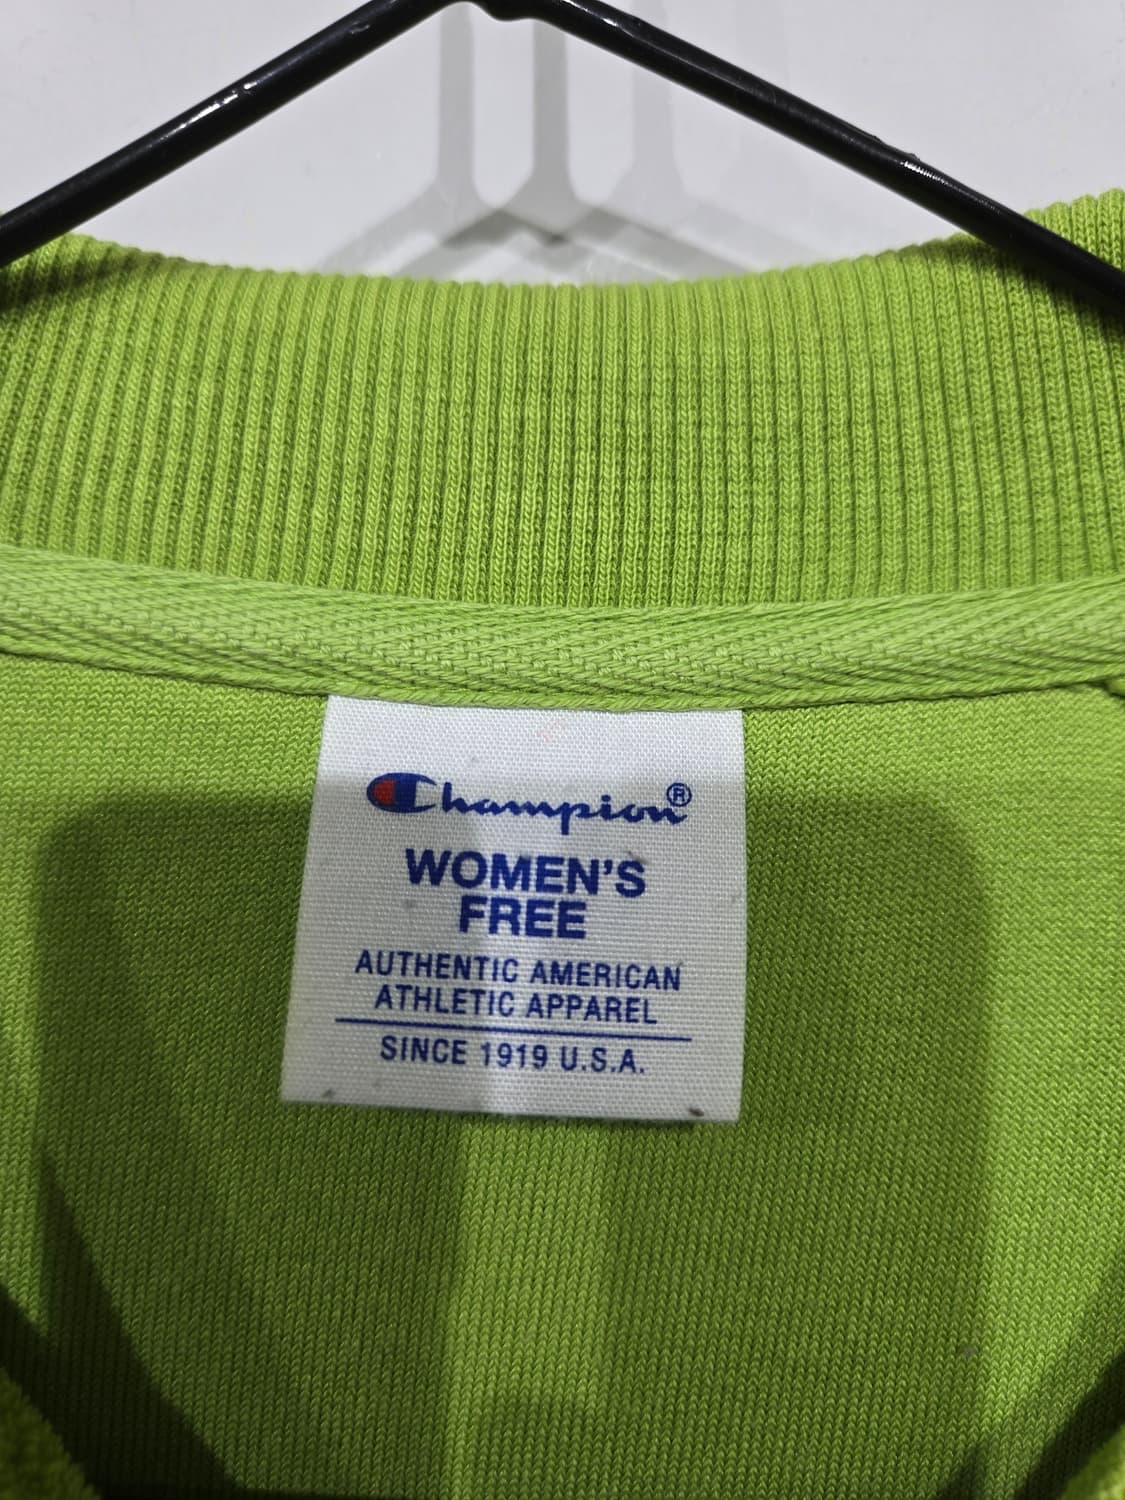 Champion®
WOMEN'S
FREE
AUTHENTIC AMERICAN
ATHLETIC APPAREL
SINCE 1919 U.S.A.